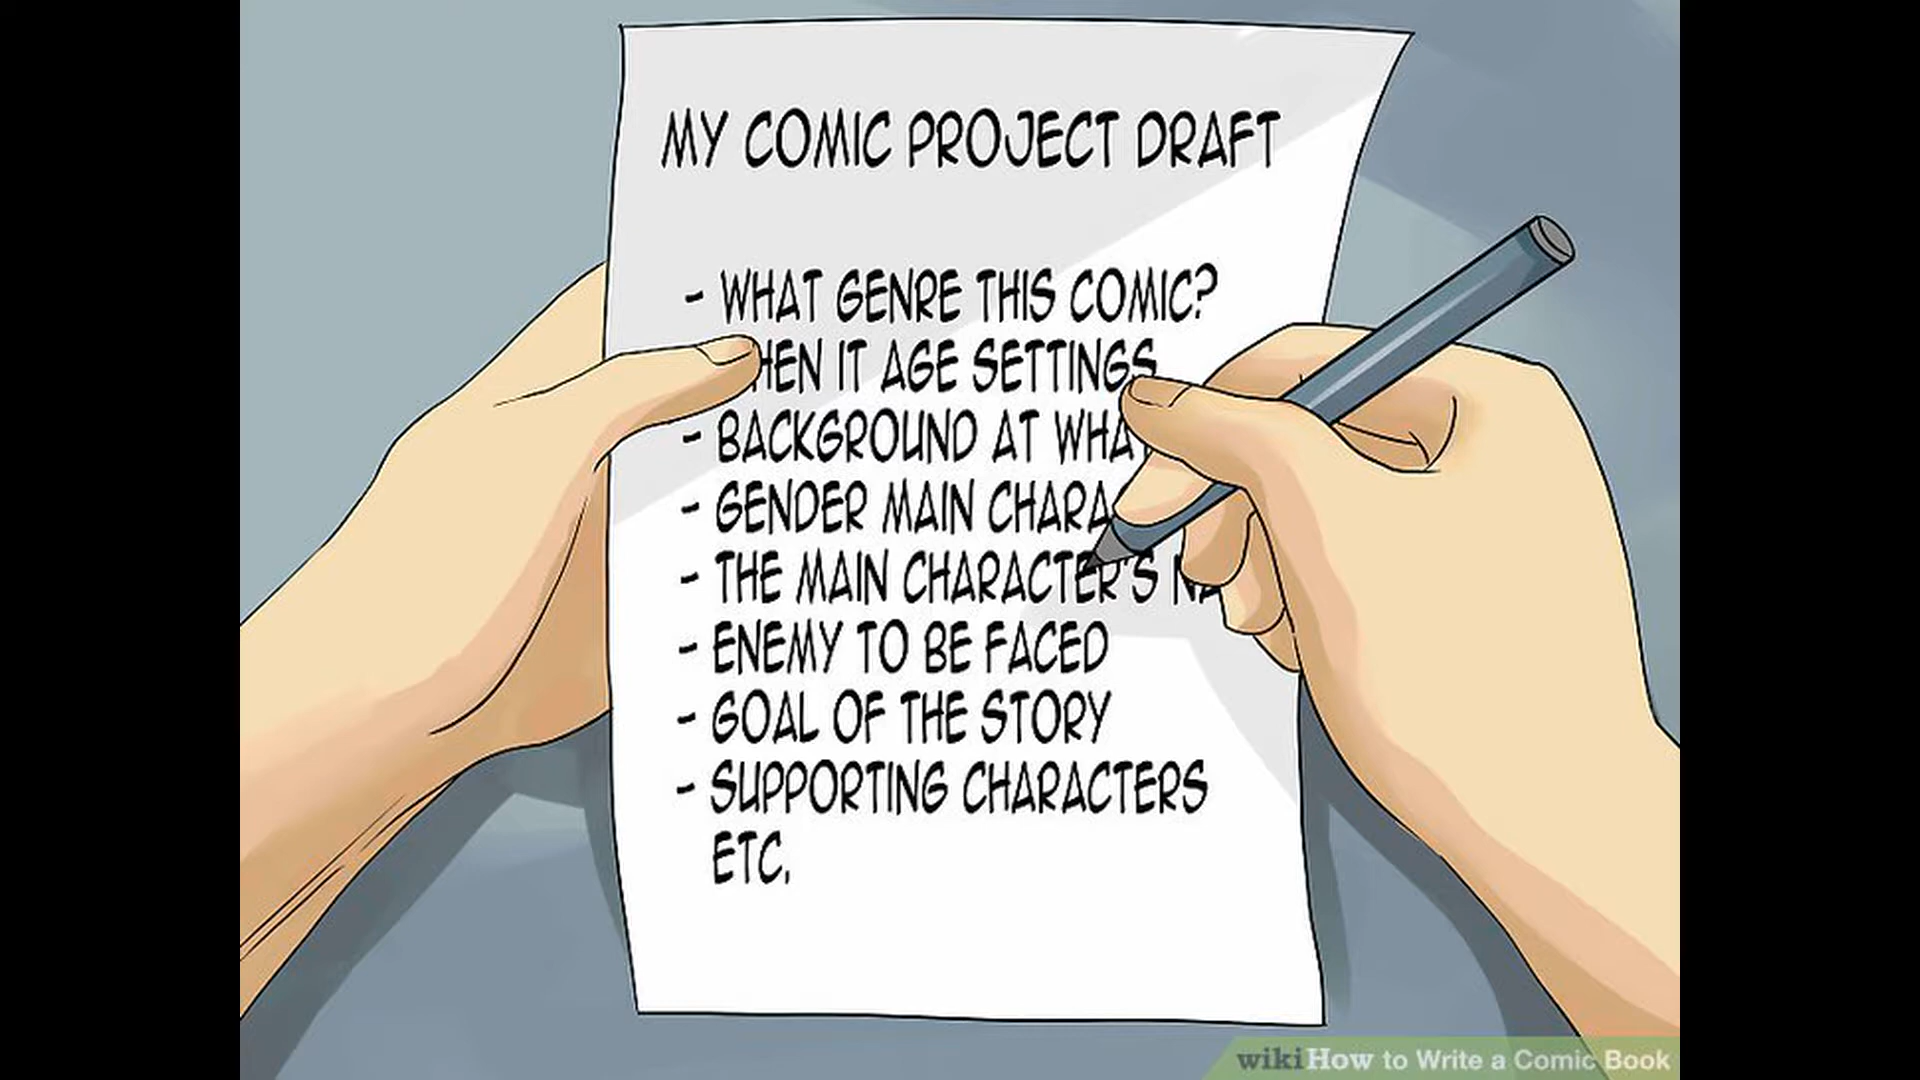 MY COMIC PROJECT DRAFT
- WHAT GENRE THIS COMIC?
IT AGE SETTINGS
- BACKGROUND AT
- GENDER MAIN
- THE MAIN CHARACTER'S
- ENEMY TO BE FACED
- GOAL OF THE STORY
- SUPPORTING CHARACTERS
ETC.
wikiHow to Write a Comic Book